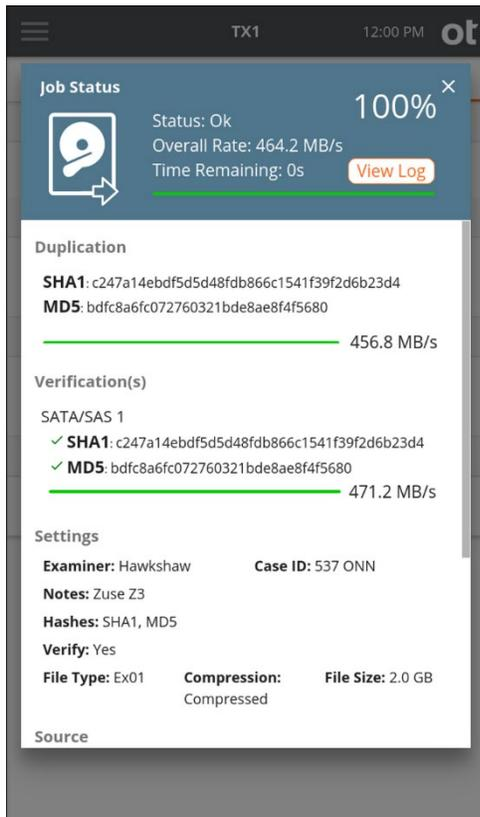 TX1 12:00 PM ot
Job Status
100%
Status: Ok
Overall Rate: 464.2 MB/s
Time Remaining: 0s View Log
Duplication
SHA1: c247a14ebdf5d5d48fdb866c1541f39f2d6b23d4
MD5: bdfc8a6fc072760321bde8ae8f4f5680
456.8 MB/s
Verification(s)
SATA/SAS 1
SHA1: c247a14ebdf5d5d48fdb866c1541f39f2d6b23d4
MD5: bdfc8a6fc072760321bde8ae8f4f5680
471.2 MB/s
Settings
Examiner: Hawkshaw Case ID: 537 ONN
Notes: Zuse Z3
Hashes: SHA1, MD5
Verify: Yes
File Type: Ex01 Compression: Compressed File Size: 2.0 GB
Source